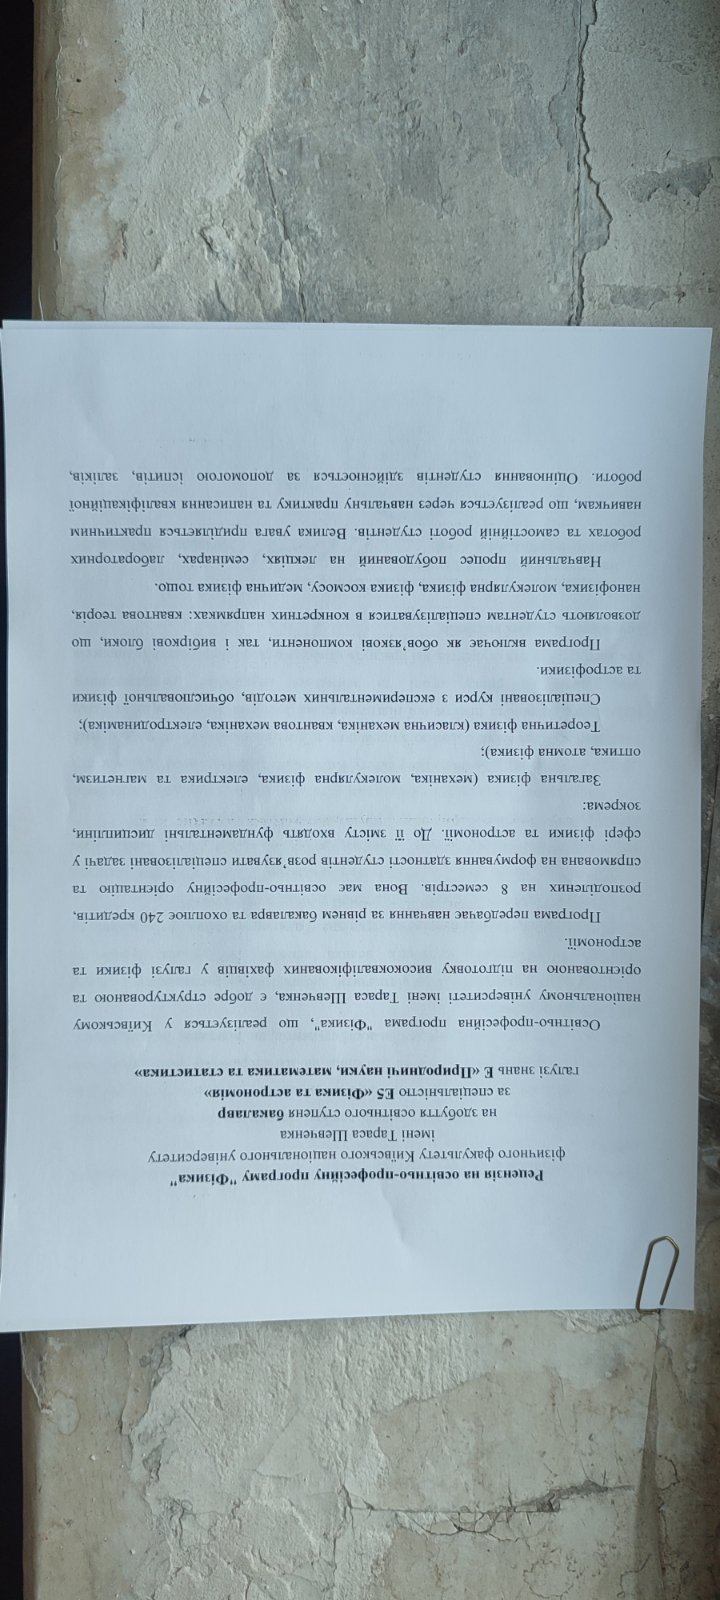 Рецензія на освітньо-професійну програму "Фізика"
фізичного факультету Київського національного університету
імені Тараса Шевченка
на здобуття освітнього ступеня бакалавр
за спеціальністю Е5 «Фізика та астрономія»
галузі знань Е «Природничі науки, математика та статистика»
Освітньо-професійна програма "Фізика", що реалізується у Київському
національному університеті імені Тараса Шевченка, є добре структурованою та
орієнтованою на підготовку висококваліфікованих фахівців у галузі фізики та
астрономії.
Програма передбачає навчання за рівнем бакалавра та охоплює 240 кредитів,
розподілених на 8 семестрів. Вона має освітньо-професійну орієнтацію та
спрямована на формування здатності студентів розв’язувати спеціалізовані задачі у
сфері фізики та астрономії. До її змісту входять фундаментальні дисципліни,
зокрема:
Загальна фізика (механіка, молекулярна фізика, електрика та магнетизм,
оптика, атомна фізика);
Теоретична фізика (класична механіка, квантова механіка, електродинаміка);
Спеціалізовані курси з експериментальних методів, обчислювальної фізики
та астрофізики.
Програма включає як обов’язкові компоненти, так і вибіркові блоки, що
дозволяють студентам спеціалізуватися в конкретних напрямках: квантова теорія,
нанофізика, молекулярна фізика, фізика космосу, медична фізика тощо.
Навчальний процес побудований на лекціях, семінарах, лабораторних
роботах та самостійній роботі студентів. Велика увага приділяється практичним
навичкам, що реалізується через навчальну практику та написання кваліфікаційної
роботи. Оцінювання студентів здійснюється за допомогою іспитів, заліків,